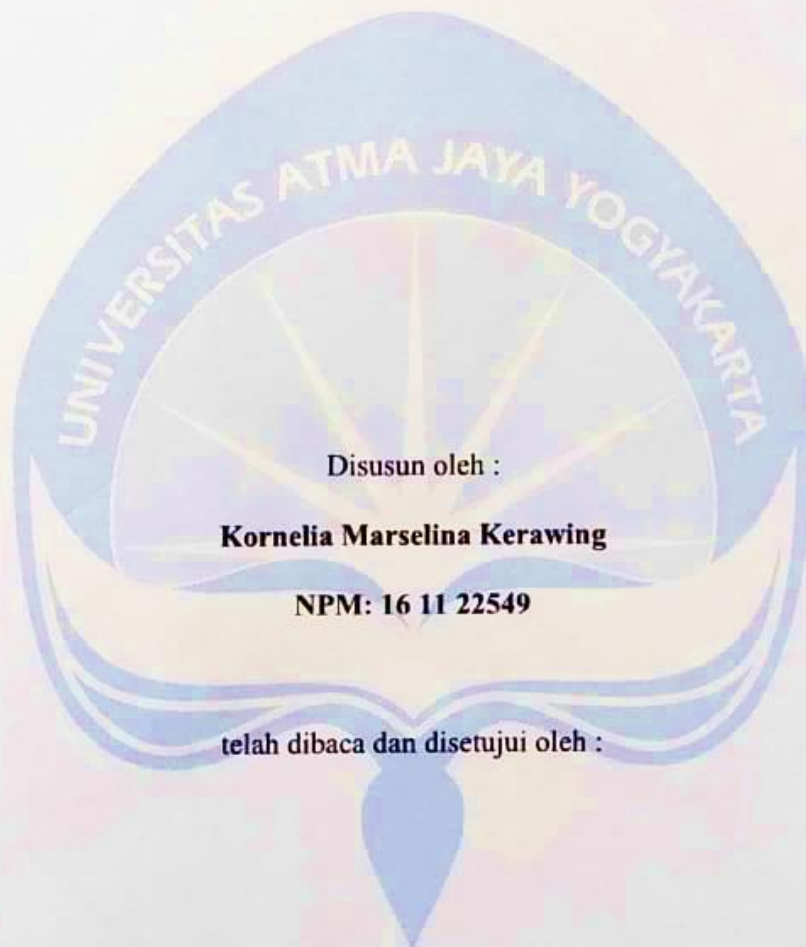 UNIVERSITAS ATMA JAYA YOGYAKARTA
Disusun oleh :
Kornelia Marselina Kerawing
NPM: 16 11 22549
telah dibaca dan disetujui oleh :